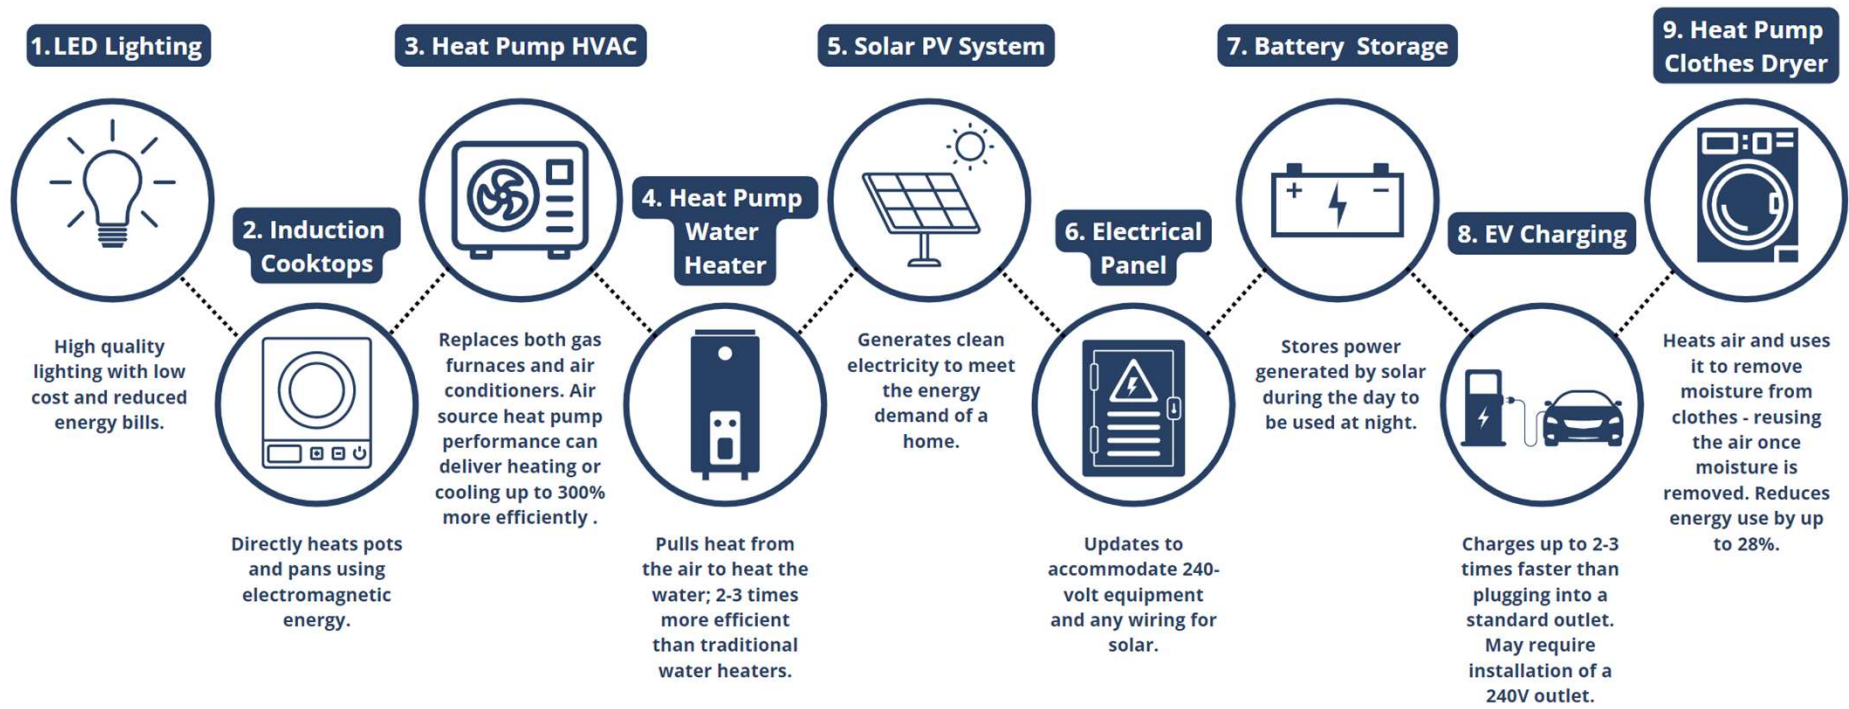 1. LED Lighting
High quality
lighting with low
cost and reduced
energy bills.
2. Induction
Cooktops
Directly heats pots
and pans using
electromagnetic
energy.
3. Heat Pump HVAC
Replaces both gas
furnaces and air
conditioners. Air
source heat pump
performance can
deliver heating or
cooling up to 300%
more efficiently .
4. Heat Pump
Water
Heater
Pulls heat from
the air to heat the
water; 2-3 times
more efficient
than traditional
water heaters.
5. Solar PV System
Generates clean
electricity to meet
the energy
demand of a
home.
6. Electrical
Panel
Updates to
accommodate 240-
volt equipment
and any wiring for
solar.
7. Battery Storage
Stores power
generated by solar
during the day to
be used at night.
8. EV Charging
Charges up to 2-3
times faster than
plugging into a
standard outlet.
May require
installation of a
240V outlet.
9. Heat Pump
Clothes Dryer
Heats air and uses
it to remove
moisture from
clothes - reusing
the air once
moisture is
removed. Reduces
energy use by up
to 28%.